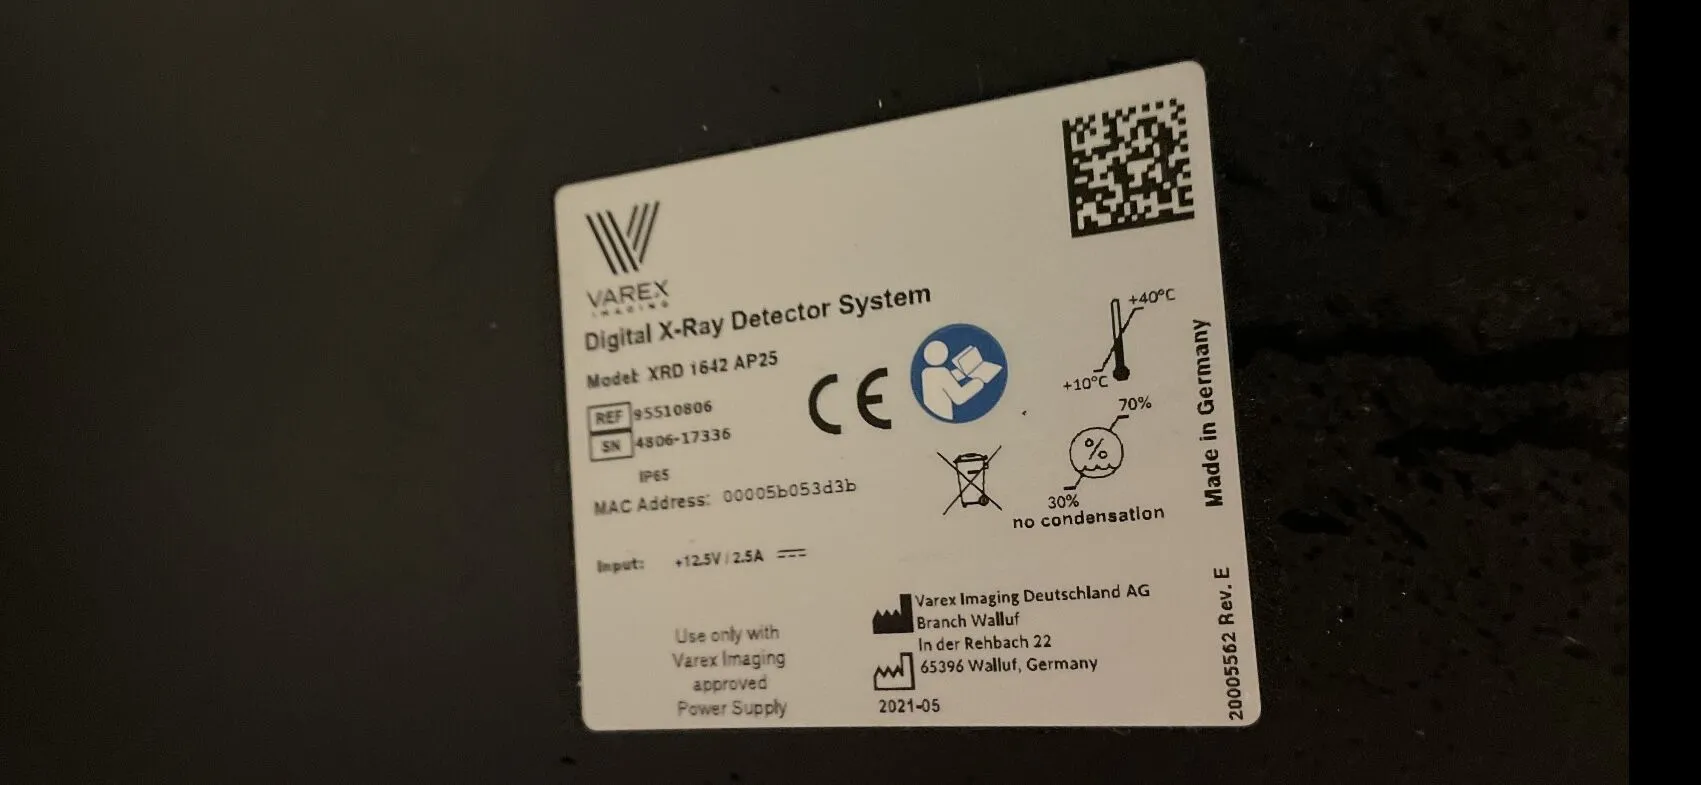 VAREX
IMAGING
Digital X-Ray Detector System
Model: XRD 1642 AP25
REF 95510806
SN 4806-17336
IP65
MAC Address: 00005b053d3b
Input: +12.5V / 2.5A
Use only with
Varex Imaging
approved
Power Supply
CE
+40°C
+10°C
70%
%
30%
no condensation
Varex Imaging Deutschland AG
Branch Walluf
In der Rehbach 22
65396 Walluf, Germany
2021-05
Made in Germany
20005562 Rev. E